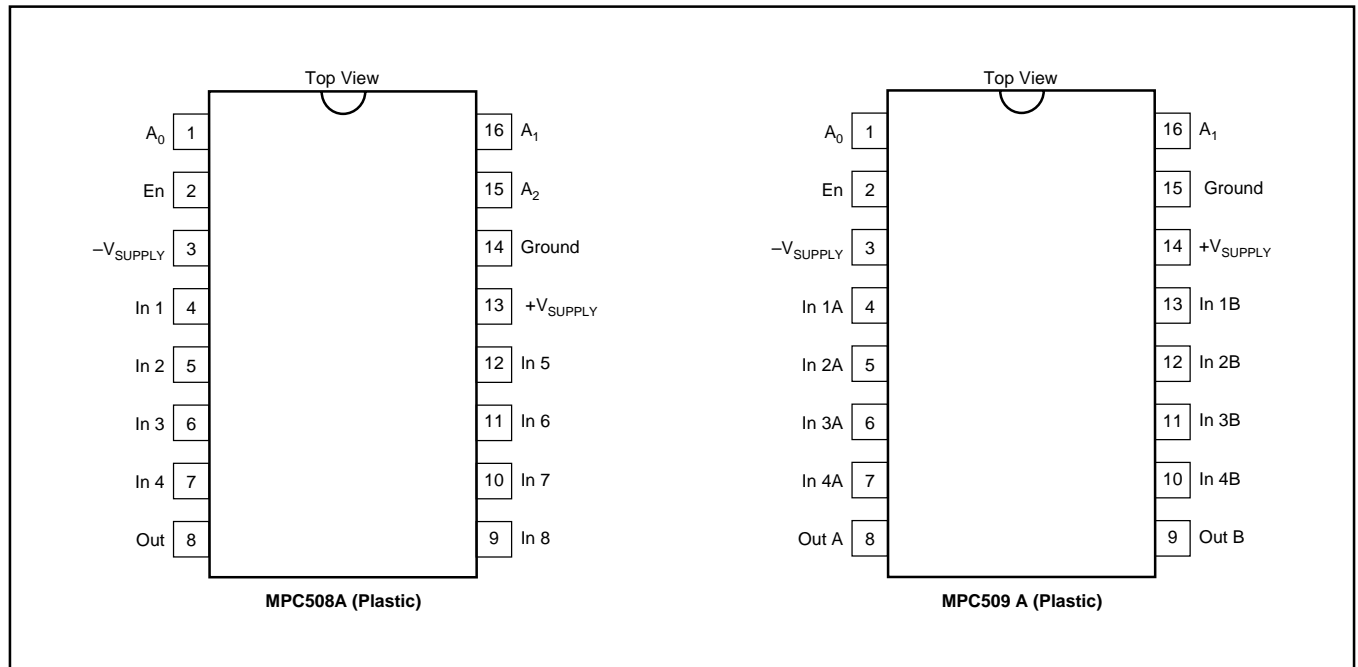 Top View
A0 1
En 2
–VSUPPLY 3
In 1 4
In 2 5
In 3 6
In 4 7
Out 8
16 A1
15 A2
14 Ground
13 +VSUPPLY
12 In 5
11 In 6
10 In 7
9 In 8
MPC508A (Plastic)
Top View
A0 1
En 2
–VSUPPLY 3
In 1A 4
In 2A 5
In 3A 6
In 4A 7
Out A 8
16 A1
15 Ground
14 +VSUPPLY
13 In 1B
12 In 2B
11 In 3B
10 In 4B
9 Out B
MPC509 A (Plastic)